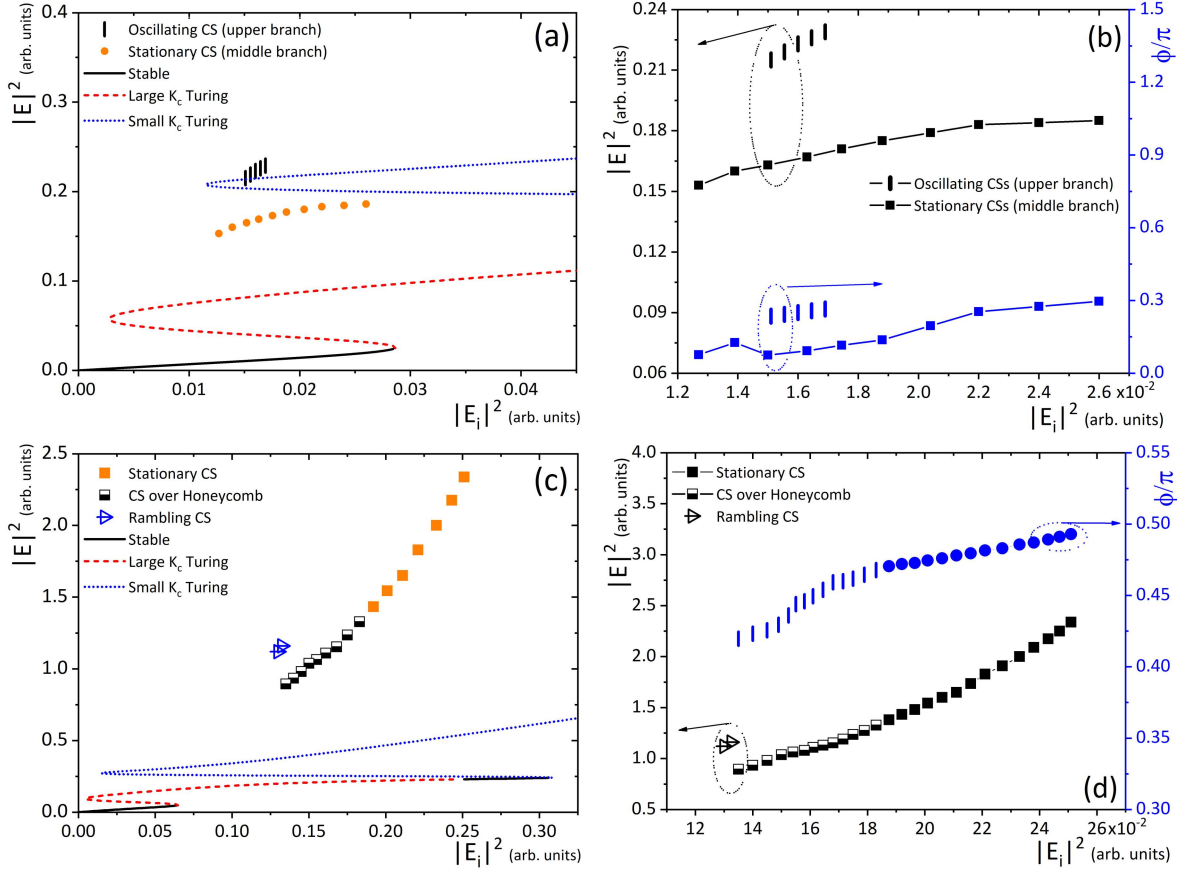 (a)
Oscillating CS (upper branch)
Stationary CS (middle branch)
Stable
Large K_c Turing
Small K_c Turing
|E|² (arb. units)
0.4
0.3
0.2
0.1
0.0
0.00 0.01 0.02 0.03 0.04
|E_i|² (arb. units)
(b)
|E|² (arb. units)
0.24
0.21
0.18
0.15
0.12
0.09
0.06
Oscillating CSs (upper branch)
Stationary CSs (middle branch)
1.5
1.2
0.9
0.6
0.3
0.0
ϕ/π
1.2 1.4 1.6 1.8 2.0 2.2 2.4 2.6 x10⁻²
|E_i|² (arb. units)
(c)
Stationary CS
CS over Honeycomb
Rambling CS
Stable
Large K_c Turing
Small K_c Turing
|E|² (arb. units)
2.5
2.0
1.5
1.0
0.5
0.0
0.00 0.05 0.10 0.15 0.20 0.25 0.30
|E_i|² (arb. units)
(d)
Stationary CS
CS over Honeycomb
Rambling CS
|E|² (arb. units)
4.0
3.5
3.0
2.5
2.0
1.5
1.0
0.5
0.55
0.50
0.45
0.40
0.35
0.30
ϕ/π
12 14 16 18 20 22 24 26x10⁻²
|E_i|² (arb. units)